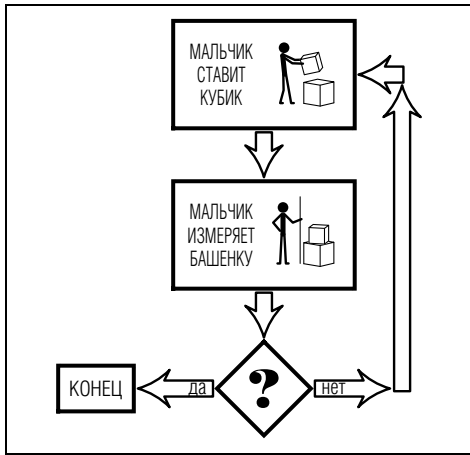 МАЛЬЧИК
СТАВИТ
КУБИК
МАЛЬЧИК
ИЗМЕРЯЕТ
БАШЕНКУ
КОНЕЦ
да
?
нет